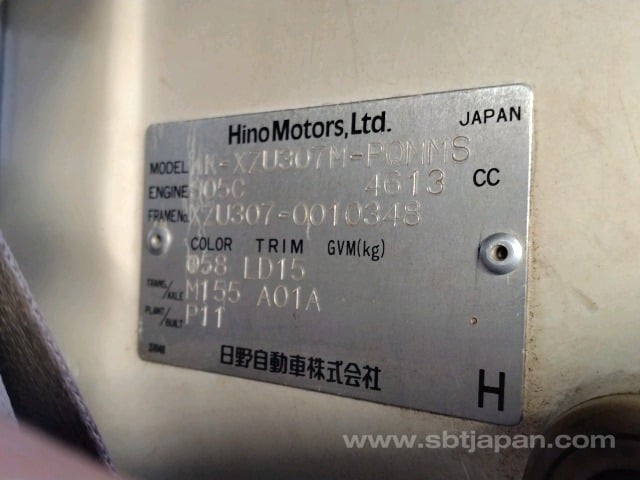 Hino Motors, Ltd. JAPAN
MODEL KK-XZU307M-PQMMS
ENGINE S05C 4613 CC
FRAME No. XZU307-0010348
COLOR TRIM GVM(kg)
058 LD15
TRANS/AXLE M155 A01A
PLANT/BUILT P11
日野自動車株式会社
H
www.sbtjapan.com